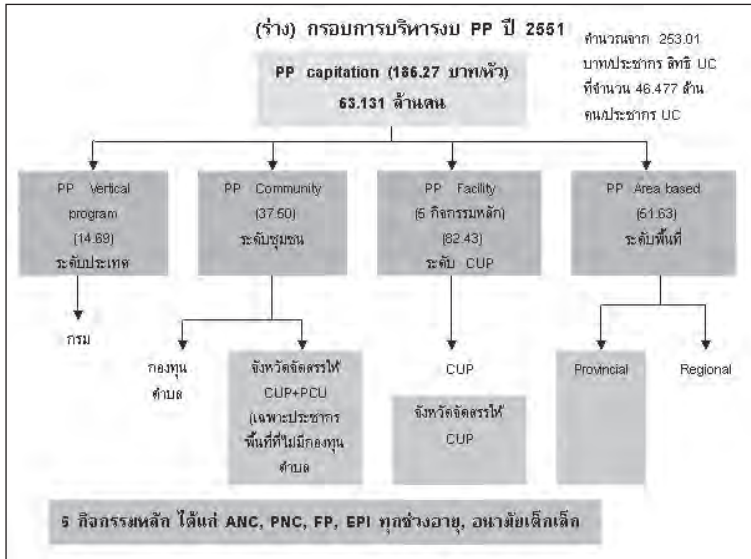 (ร่าง) กรอบการบริหารงบ PP ปี 2551
คำนวณจาก 253.01
บาท/ประชากร สิทธิ UC
ที่จำนวน 46.477 ล้าน
คน/ประชากร UC
PP capitation (186.27 บาท/หัว)
63.131 ล้านคน
PP Vertical
program
(14.69)
ระดับประเทศ
PP Community
(37.50)
ระดับชุมชน
PP Facility
(5 กิจกรรมหลัก)
(82.43)
ระดับ CUP
PP Area based
(51.63)
ระดับพื้นที่
กรม
กองทุน
ตำบล
จังหวัดจัดสรรให้
CUP+PCU
(เฉพาะประชากร
พื้นที่ที่ไม่มีกองทุน
ตำบล
CUP
จังหวัดจัดสรรให้
CUP
Provincial
Regional
5 กิจกรรมหลัก ได้แก่ ANC, PNC, FP, EPI ทุกช่วงอายุ, อนามัยเด็กเล็ก